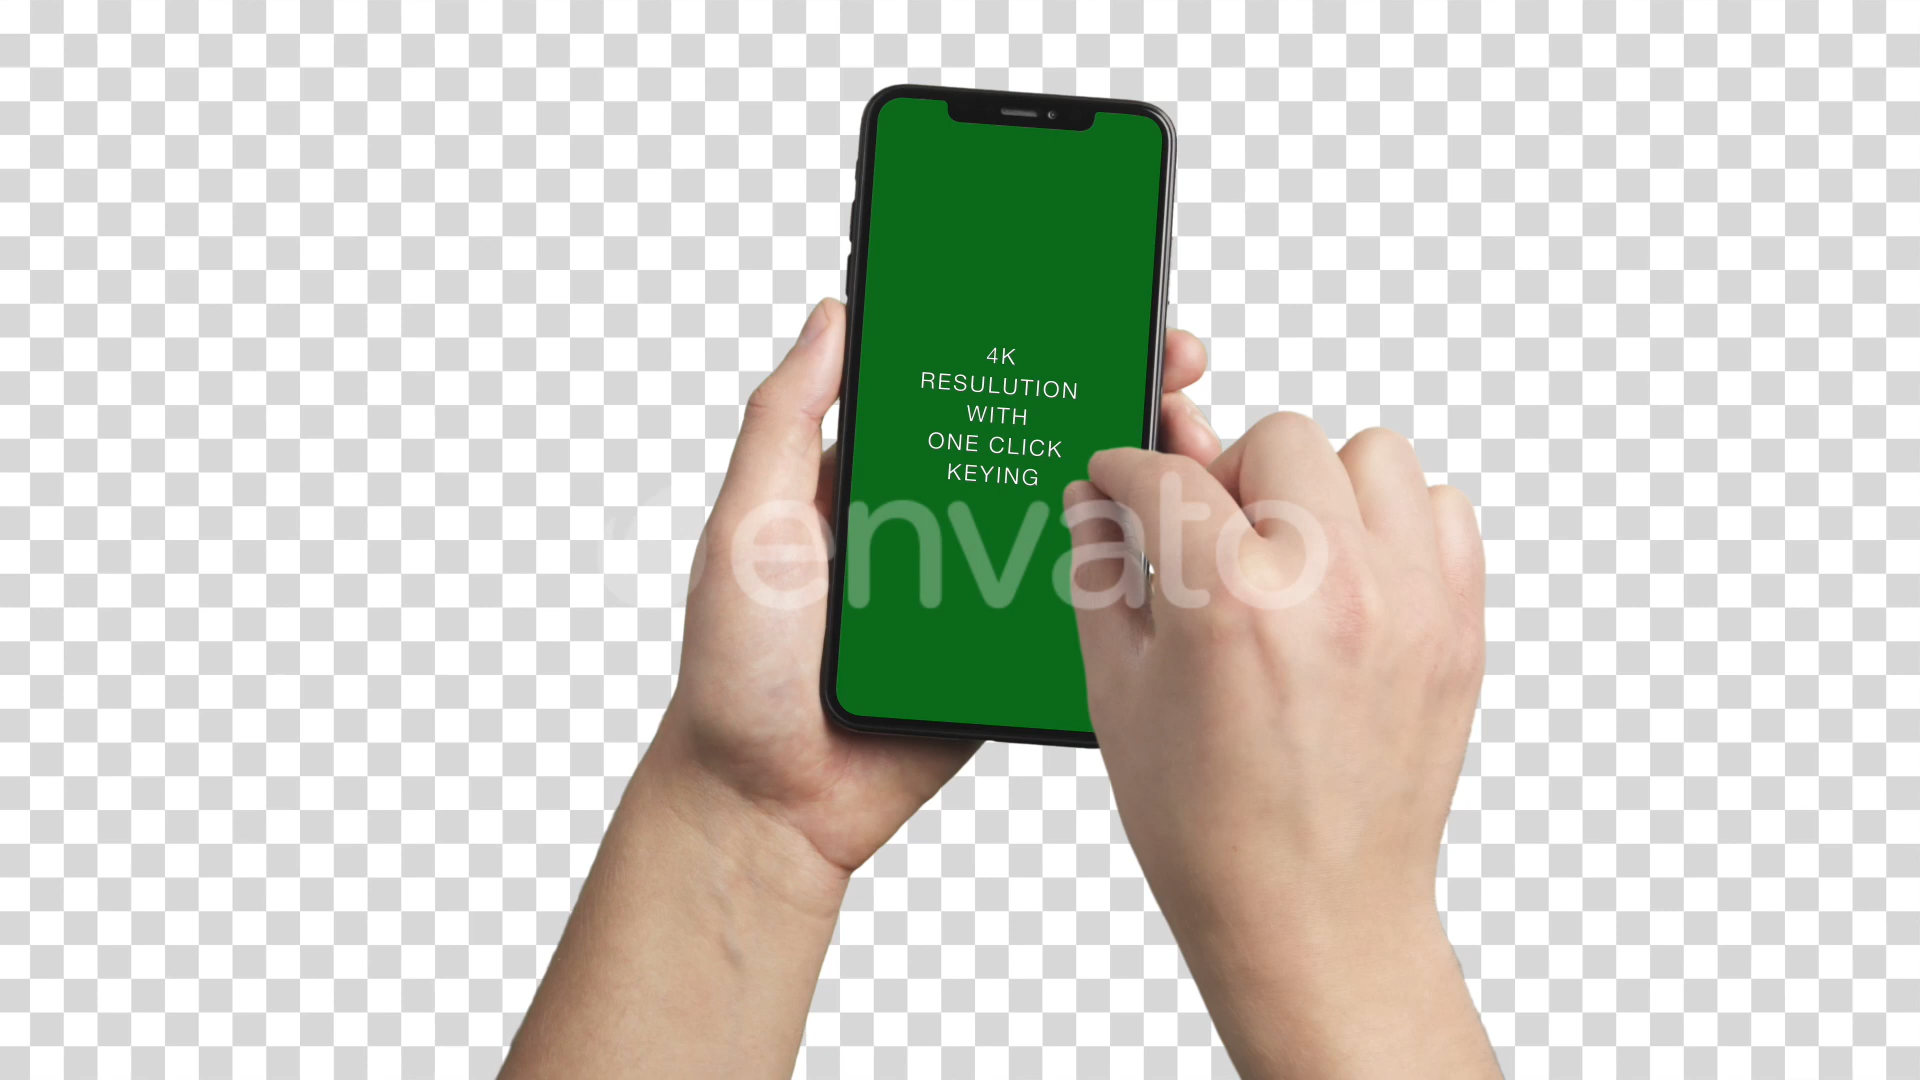 4K
RESULUTION
WITH
ONE CLICK
KEYING
envato